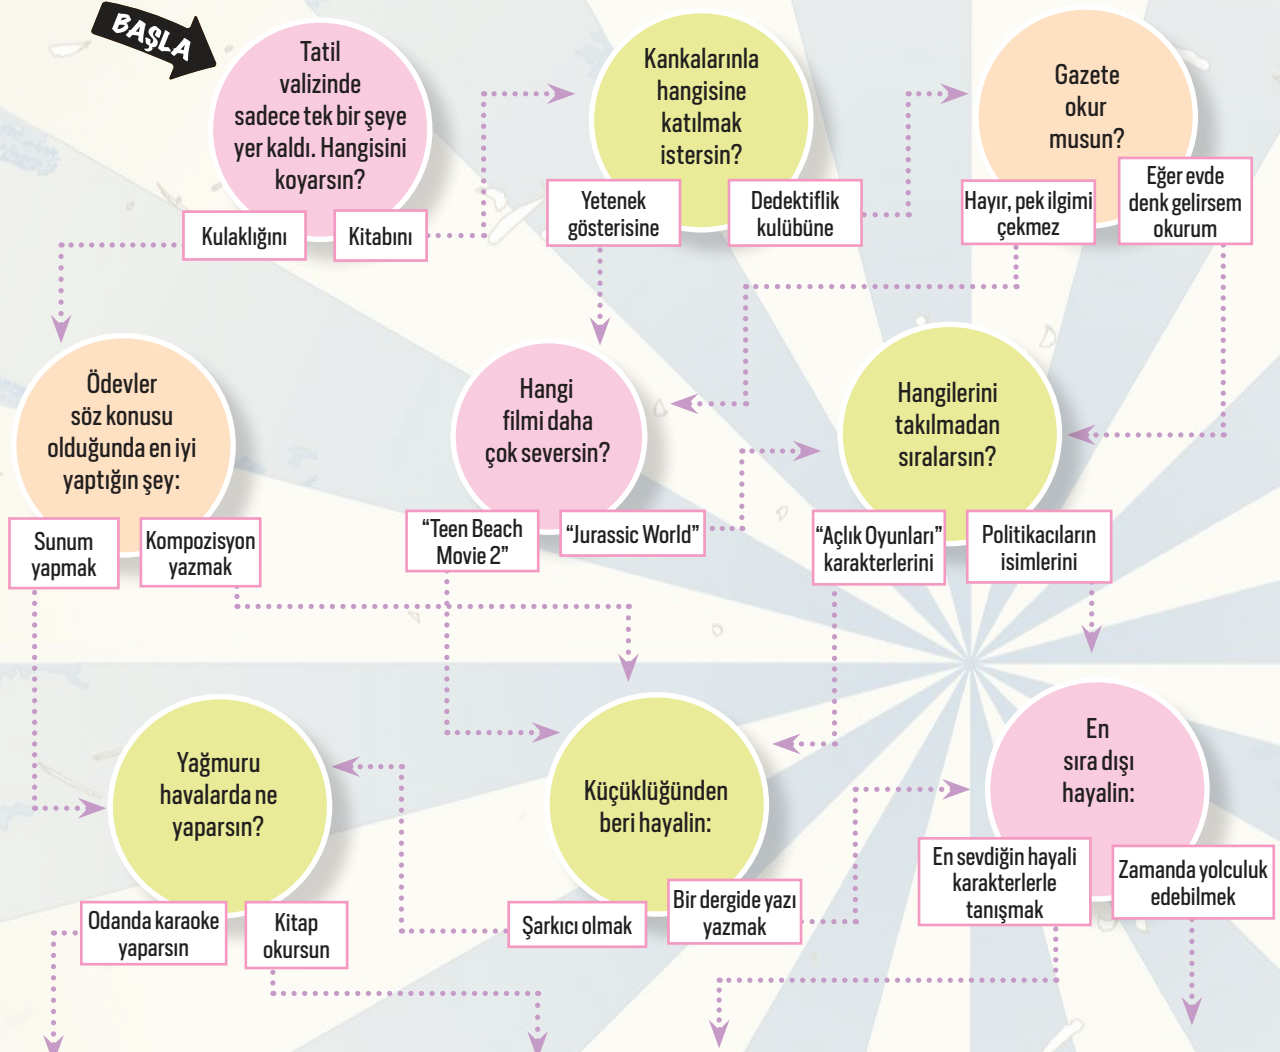 BAŞLA
Tatil
valizinde
sadece tek bir şeye
yer kaldı. Hangisini
koyarsın?
Kulaklığını
Kitabını
Kankalarınla
hangisine
katılmak
istersin?
Yetenek
gösterisine
Dedektiflik
kulübüne
Gazete
okur
musun?
Hayır, pek ilgimi
çekmez
Eğer evde
denk gelirsem
okurum
Ödevler
söz konusu
olduğunda en iyi
yaptığın şey:
Sunum
yapmak
Kompozisyon
yazmak
Hangi
filmi daha
çok seversin?
“Teen Beach
Movie 2”
“Jurassic World”
Hangilerini
takılmadan
sıralarsın?
“Açlık Oyunları”
karakterlerini
Politikacıların
isimlerini
Yağmuru
havalarda ne
yaparsın?
Odanda karaoke
yaparsın
Kitap
okursun
Küçüklüğünden
beri hayalin:
Şarkıcı olmak
Bir dergide yazı
yazmak
En
sıra dışı
hayalin:
En sevdiğin hayali
karakterlerle
tanışmak
Zamanda yolculuk
edebilmek